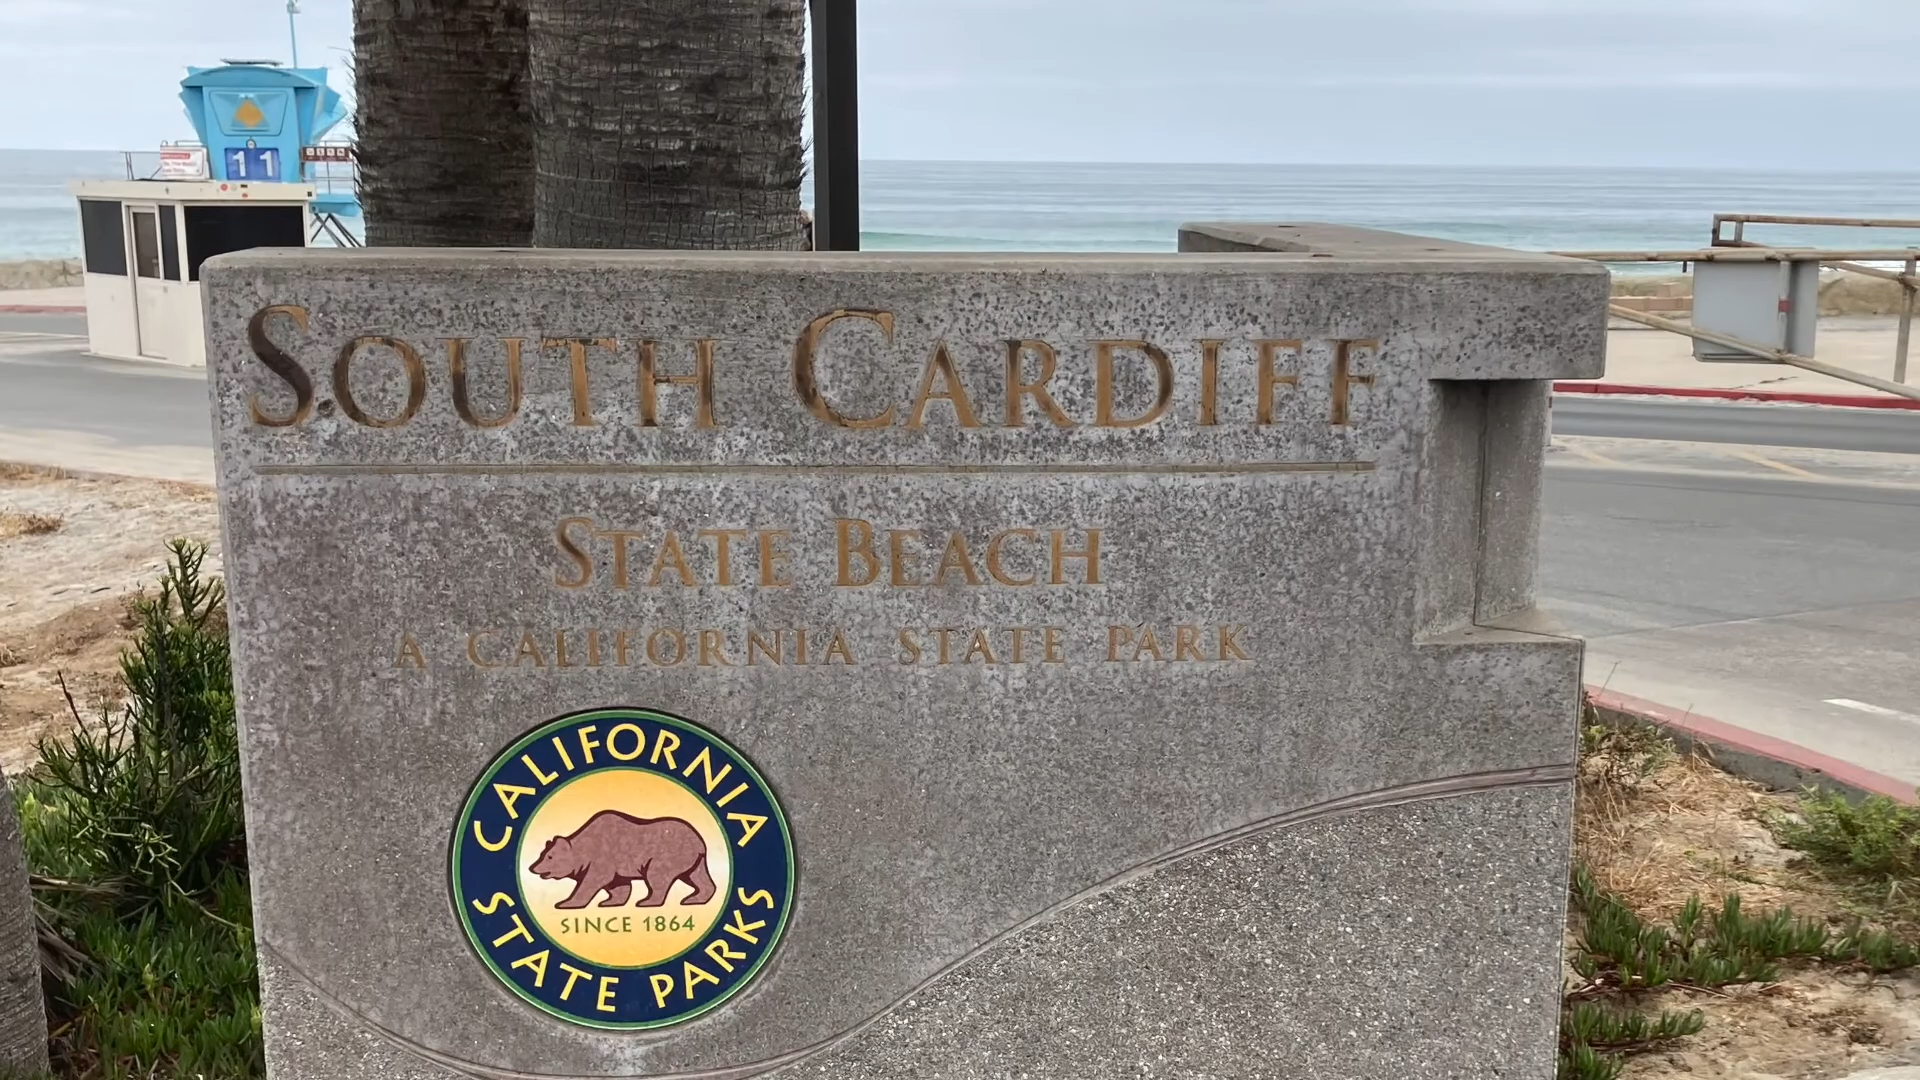 11
SOUTH CARDIFF
STATE BEACH
A CALIFORNIA STATE PARK
CALIFORNIA
SINCE 1864
STATE PARKS